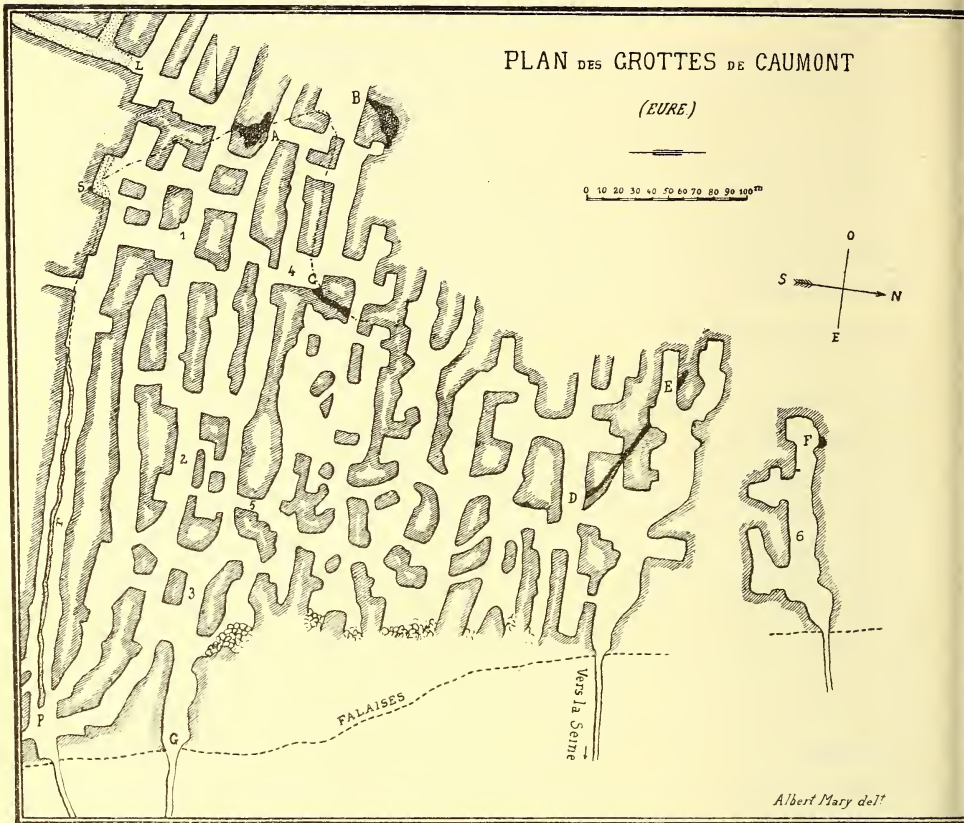 PLAN DES GROTTES DE CAUMONT
(EURE.)
0 10 20 30 40 50 60 70 80 90 100m
O
S
N
E
L
A
B
S
1
4
C
E
F
2
5
D
6
T
3
P
G
FALAISES
Vers la Seine
Albert Mary delt